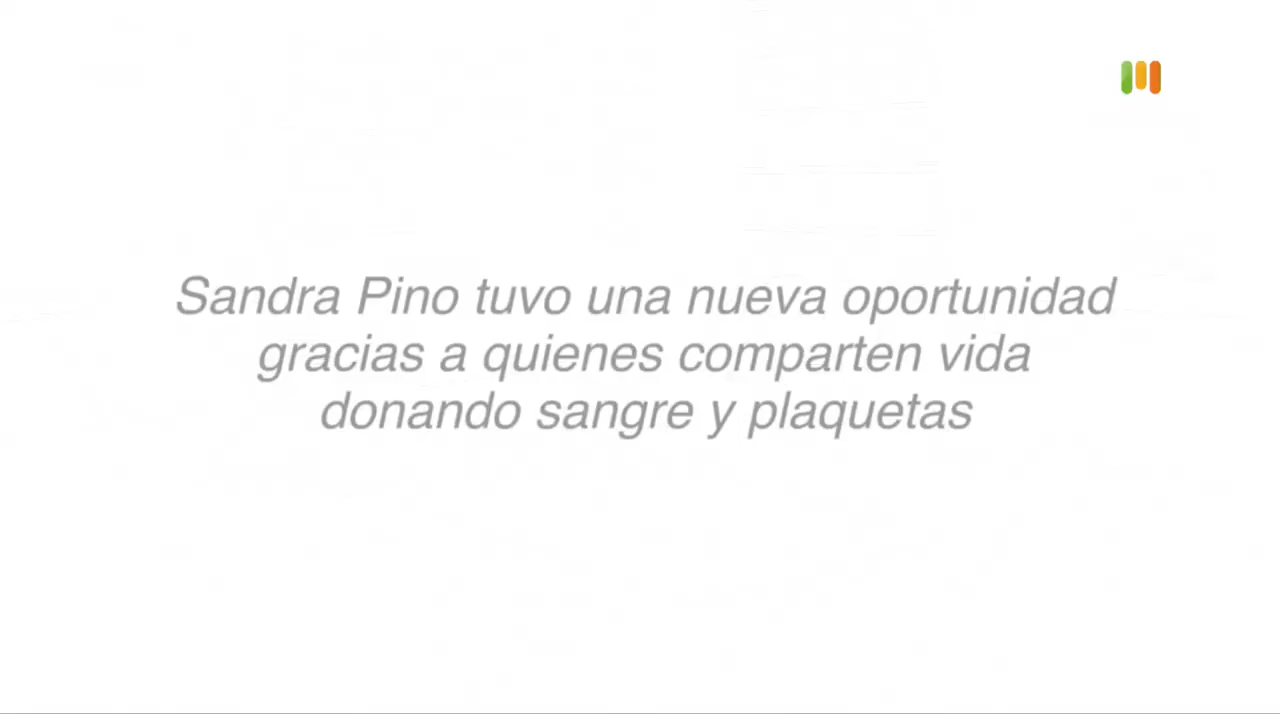 Sandra Pino tuvo una nueva oportunidad
gracias a quienes comparten vida
donando sangre y plaquetas